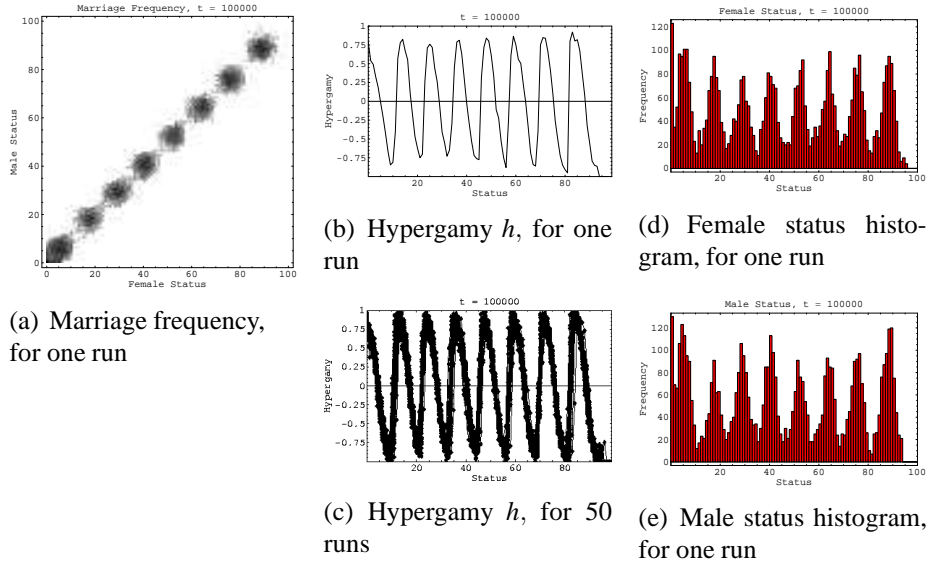 Marriage Frequency, t = 100000
100
80
60
40
20
0
Male Status
0 20 40 60 80 100
Female Status
(a) Marriage frequency,
for one run
t = 100000
1
0.75
0.5
0.25
0
-0.25
-0.5
-0.75
Hypergamy
20 40 60 80
Status
(b) Hypergamy h, for one
run
t = 100000
1
0.75
0.5
0.25
0
-0.25
-0.5
-0.75
Hypergamy
20 40 60 80
Status
(c) Hypergamy h, for 50
runs
Female Status, t = 100000
120
100
80
60
40
20
0
Frequency
0 20 40 60 80 100
Status
(d) Female status histo-
gram, for one run
Male Status, t = 100000
120
100
80
60
40
20
0
Frequency
0 20 40 60 80 100
Status
(e) Male status histogram,
for one run